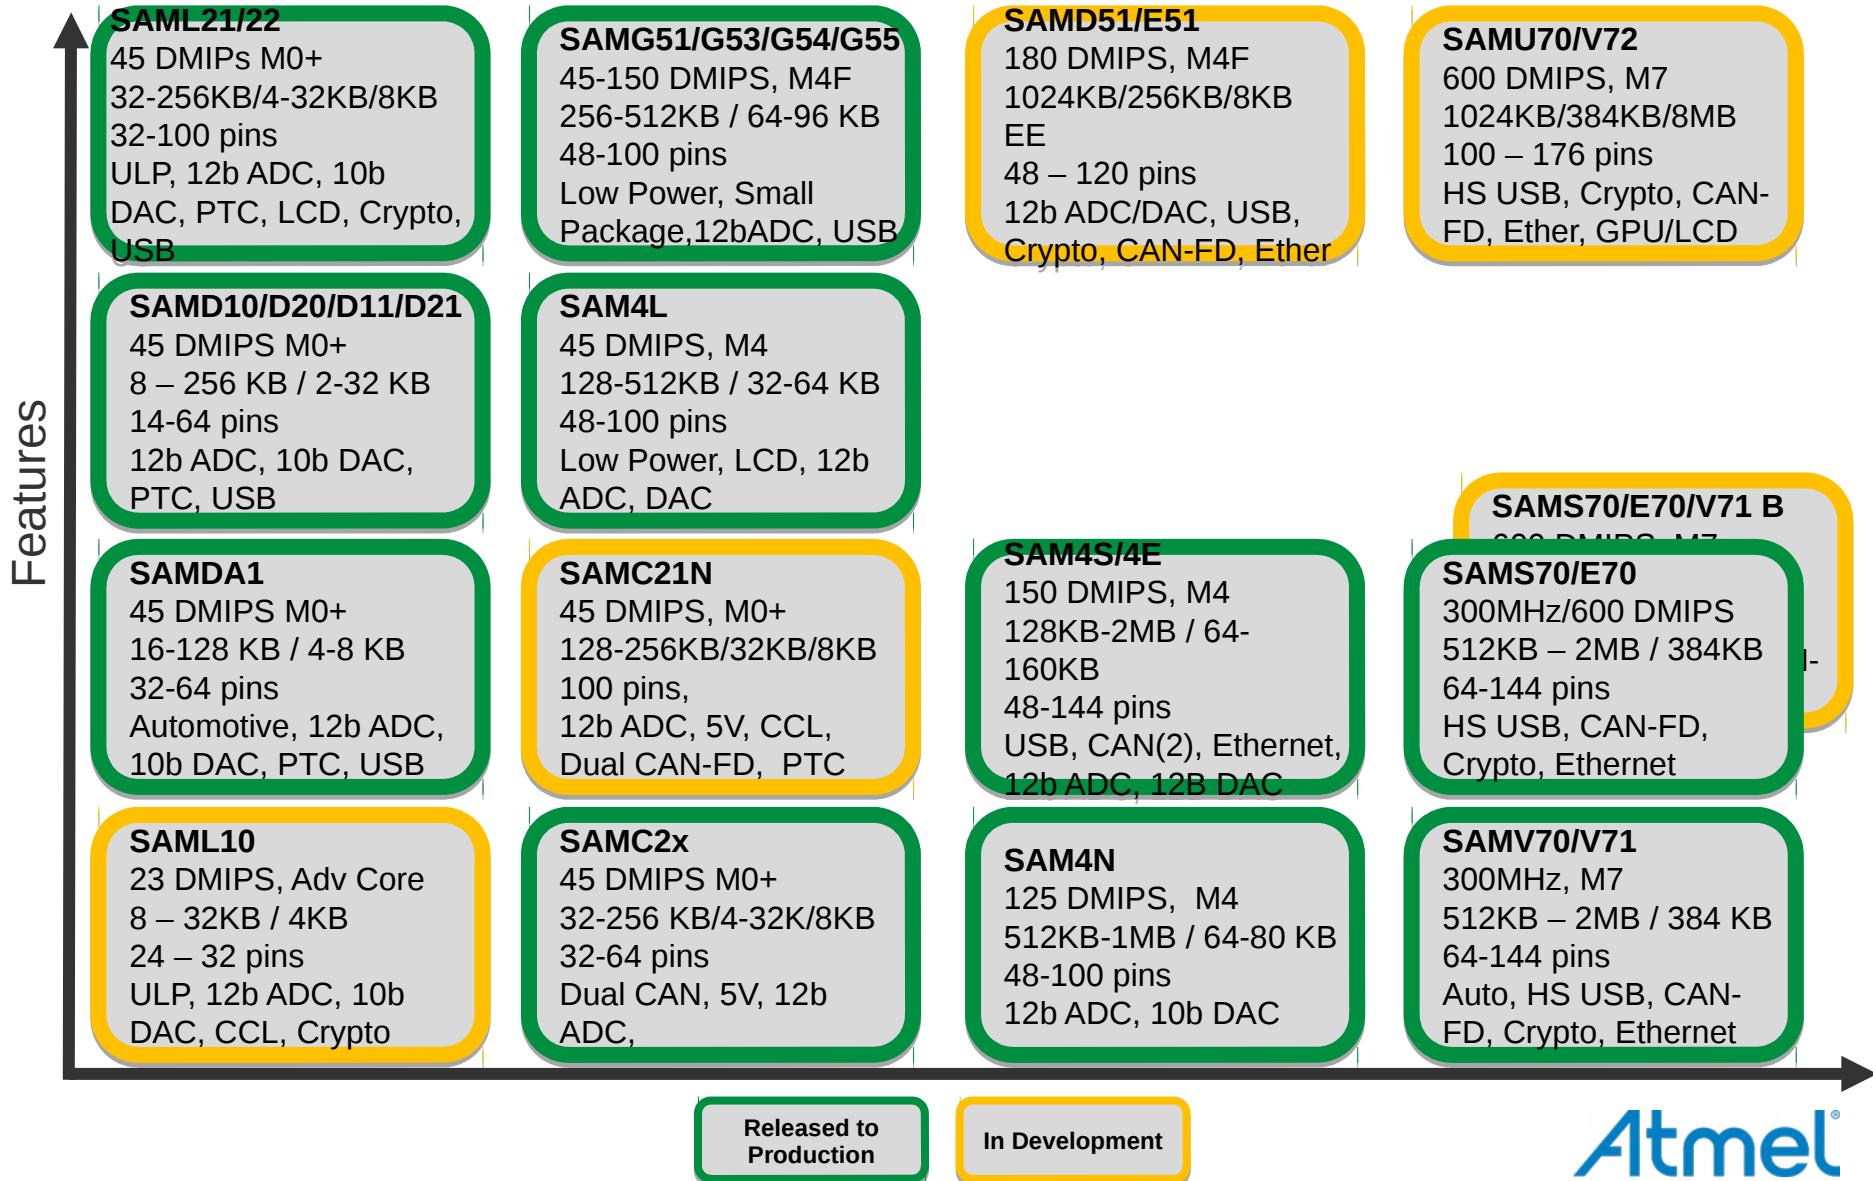 Features
SAML21/22
45 DMIPs M0+
32-256KB/4-32KB/8KB
32-100 pins
ULP, 12b ADC, 10b
DAC, PTC, LCD, Crypto,
USB
SAMG51/G53/G54/G55
45-150 DMIPS, M4F
256-512KB / 64-96 KB
48-100 pins
Low Power, Small
Package,12bADC, USB
SAMD51/E51
180 DMIPS, M4F
1024KB/256KB/8KB
EE
48 – 120 pins
12b ADC/DAC, USB,
Crypto, CAN-FD, Ether
SAMU70/V72
600 DMIPS, M7
1024KB/384KB/8MB
100 – 176 pins
HS USB, Crypto, CAN-
FD, Ether, GPU/LCD
SAMD10/D20/D11/D21
45 DMIPS M0+
8 – 256 KB / 2-32 KB
14-64 pins
12b ADC, 10b DAC,
PTC, USB
SAM4L
45 DMIPS, M4
128-512KB / 32-64 KB
48-100 pins
Low Power, LCD, 12b
ADC, DAC
SAMS70/E70/V71 B
600 DMIPS, M7
SAMDA1
45 DMIPS M0+
16-128 KB / 4-8 KB
32-64 pins
Automotive, 12b ADC,
10b DAC, PTC, USB
SAMC21N
45 DMIPS, M0+
128-256KB/32KB/8KB
100 pins,
12b ADC, 5V, CCL,
Dual CAN-FD,  PTC
SAM4S/4E
150 DMIPS, M4
128KB-2MB / 64-
160KB
48-144 pins
USB, CAN(2), Ethernet,
12b ADC, 12B DAC
SAMS70/E70
300MHz/600 DMIPS
512KB – 2MB / 384KB
64-144 pins
HS USB, CAN-FD,
Crypto, Ethernet
SAML10
23 DMIPS, Adv Core
8 – 32KB / 4KB
24 – 32 pins
ULP, 12b ADC, 10b
DAC, CCL, Crypto
SAMC2x
45 DMIPS M0+
32-256 KB/4-32K/8KB
32-64 pins
Dual CAN, 5V, 12b
ADC,
SAM4N
125 DMIPS,  M4
512KB-1MB / 64-80 KB
48-100 pins
12b ADC, 10b DAC
SAMV70/V71
300MHz, M7
512KB – 2MB / 384 KB
64-144 pins
Auto, HS USB, CAN-
FD, Crypto, Ethernet
Released to
Production
In Development
Atmel®